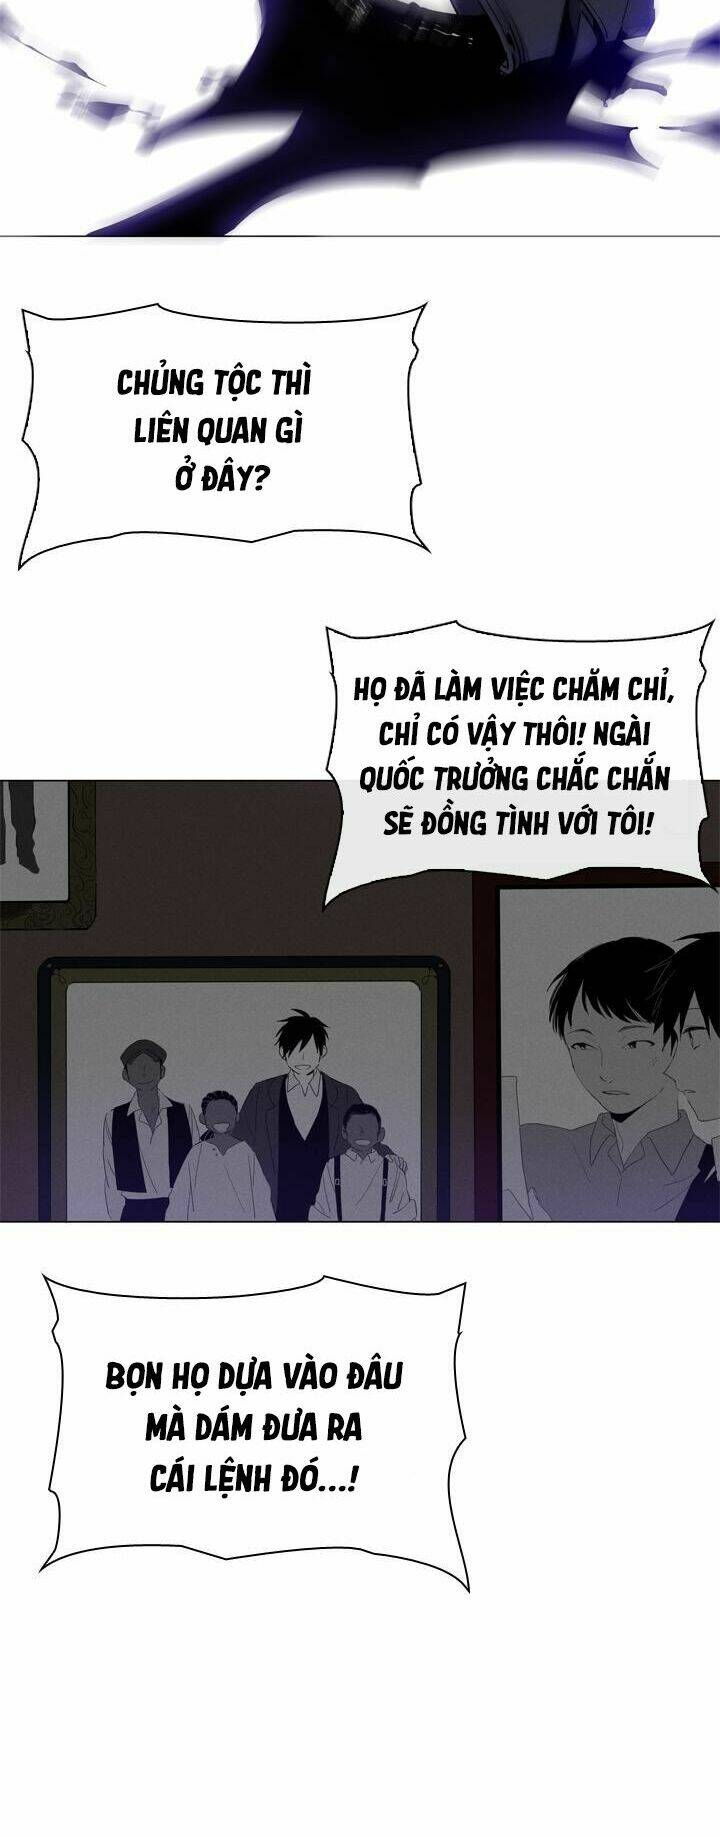 CHỦNG TỘC THÌ
LIÊN QUAN GÌ
Ở ĐÂY?
HỌ ĐÃ LÀM VIỆC CHĂM CHỈ,
CHỈ CÓ VẬY THÔI! NGÀI
QUỐC TRƯỞNG CHẮC CHẮN
SẼ ĐỒNG TÌNH VỚI TÔI!
BỌN HỌ DỰA VÀO ĐÂU
MÀ DÁM ĐƯA RA
CÁI LỆNH ĐÓ...!